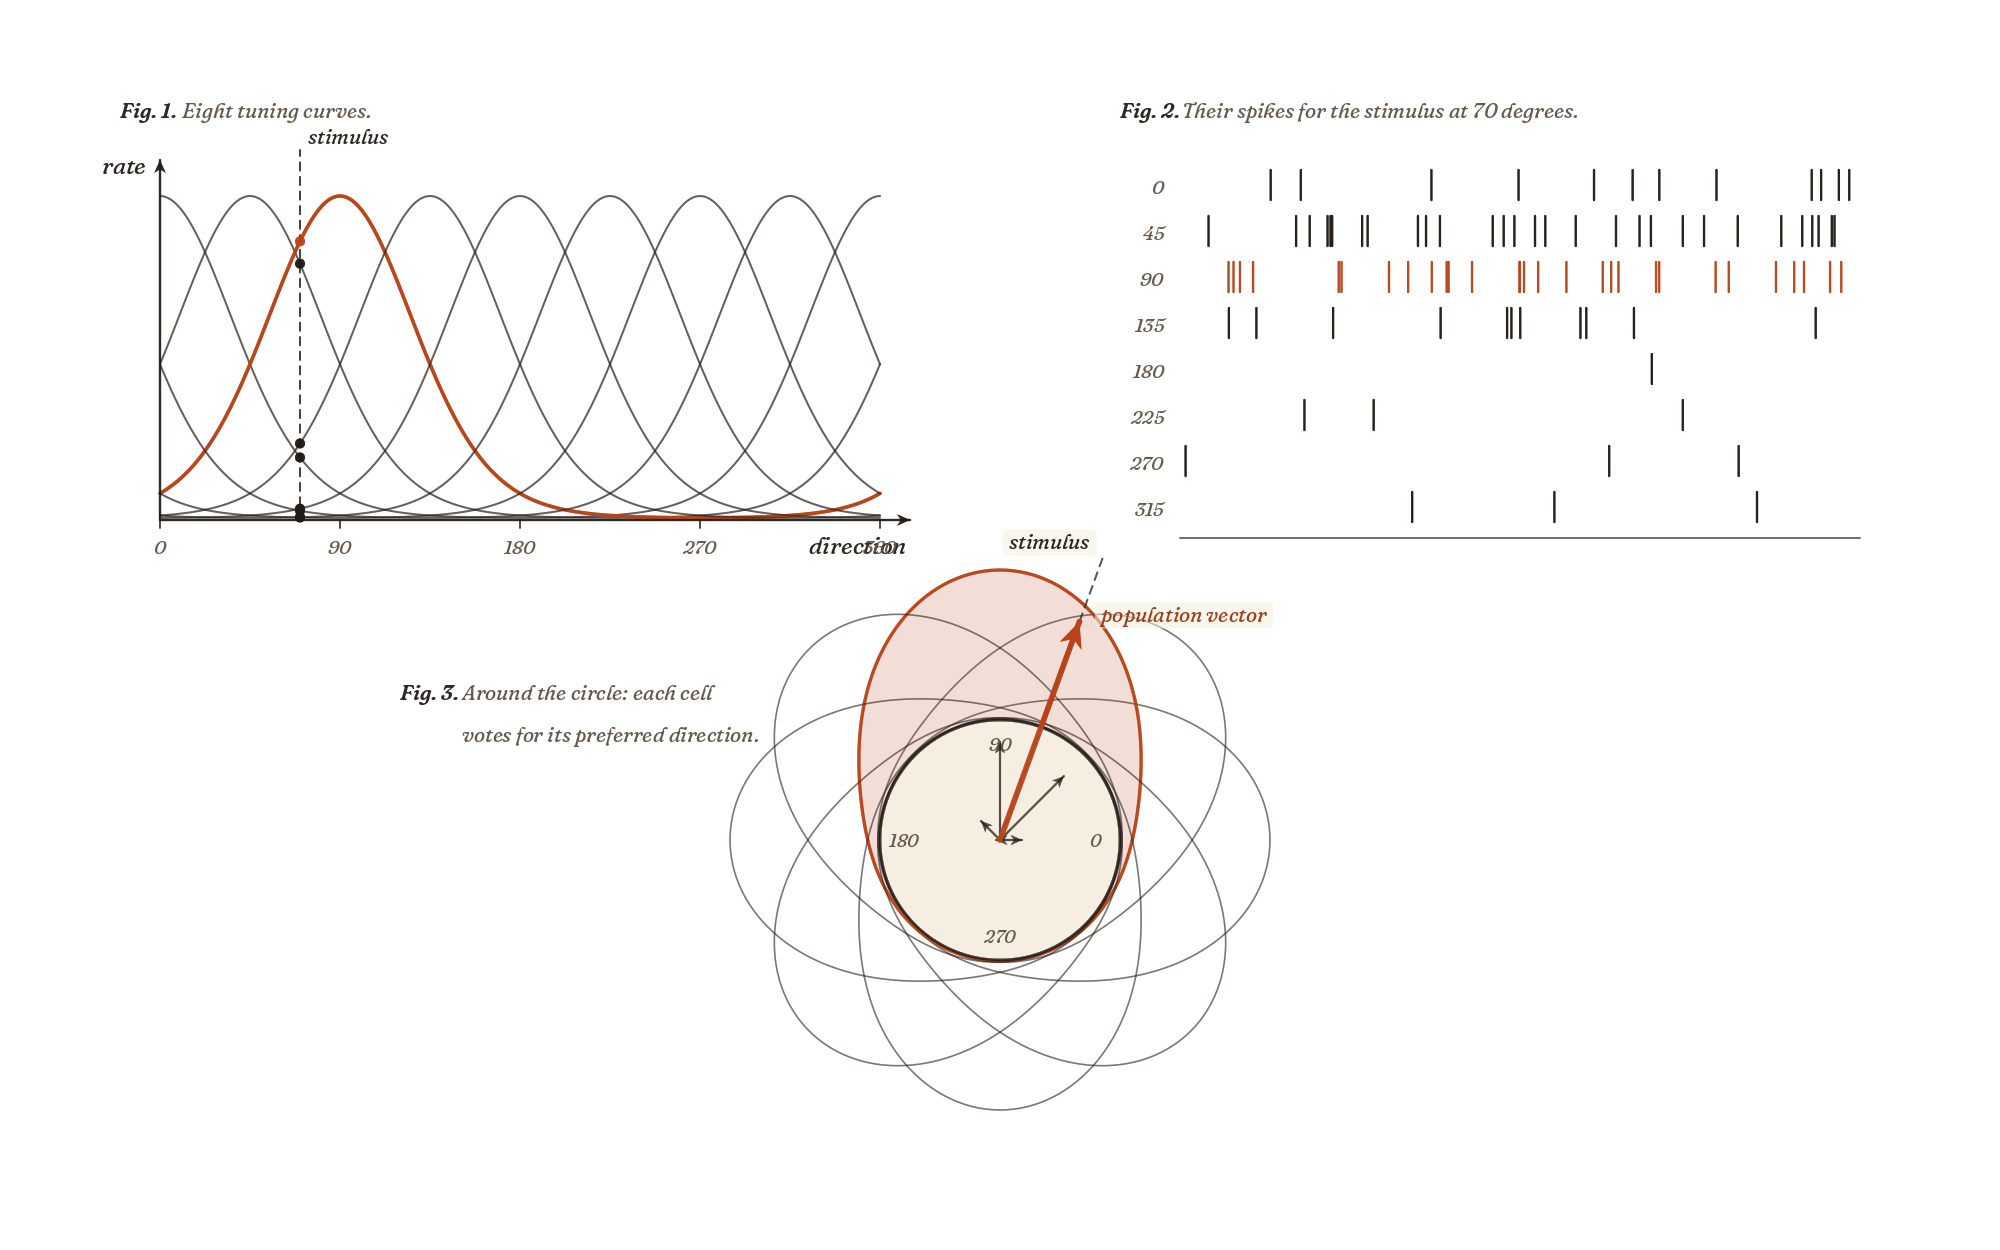 Fig. 1. Eight tuning curves.
stimulus
rate
0 90 180 270 360
direction
Fig. 2. Their spikes for the stimulus at 70 degrees.
0
45
90
135
180
225
270
315
stimulus
population vector
Fig. 3. Around the circle: each cell
votes for its preferred direction.
90
180 0
270